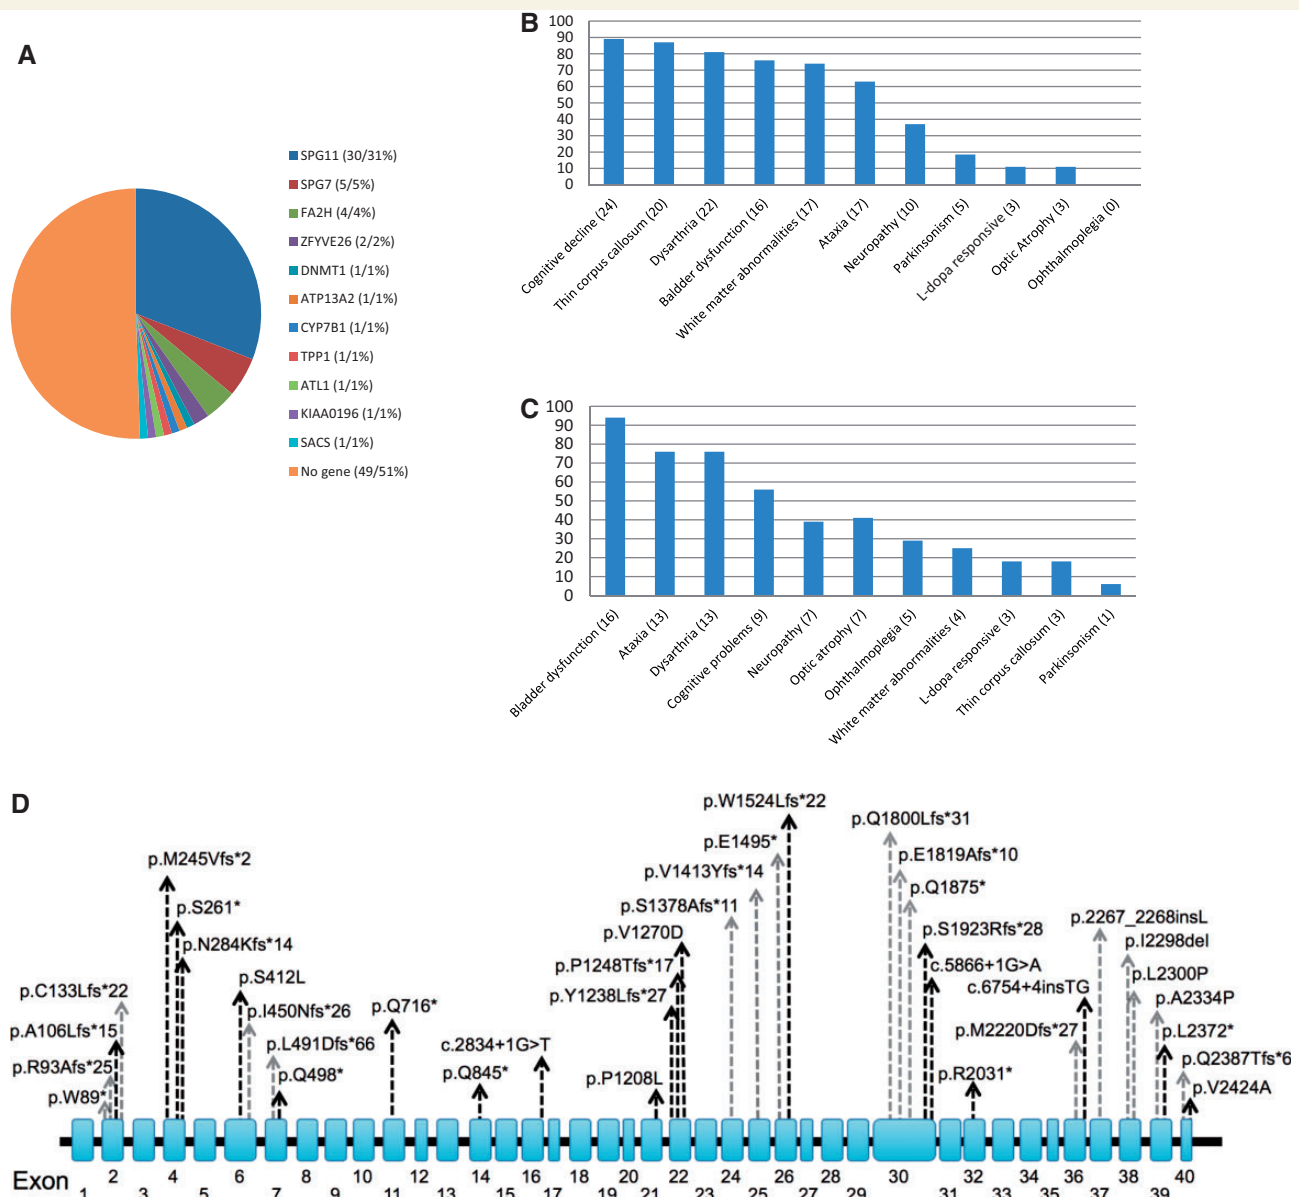 A
SPG11 (30/31%)
SPG7 (5/5%)
FA2H (4/4%)
ZFYVE26 (2/2%)
DNMT1 (1/1%)
ATP13A2 (1/1%)
CYP7B1 (1/1%)
TPP1 (1/1%)
ATL1 (1/1%)
KIAA0196 (1/1%)
SACS (1/1%)
No gene (49/51%)
B
100
90
80
70
60
50
40
30
20
10
0
Cognitive decline (24)
Thin corpus callosum (20)
Dysarthria (22)
Baldder dysfunction (16)
White matter abnormalities (17)
Ataxia (17)
Neuropathy (10)
Parkinsonism (5)
L-dopa responsive (3)
Optic Atrophy (3)
Ophthalmoplegia (0)
C
100
90
80
70
60
50
40
30
20
10
0
Bladder dysfunction (16)
Ataxia (13)
Dysarthria (13)
Cognitive problems (9)
Neuropathy (7)
Optic atrophy (7)
Ophthalmoplegia (5)
White matter abnormalities (4)
L-dopa responsive (3)
Thin corpus callosum (3)
Parkinsonism (1)
D
p.W89*
p.R93Afs*25
p.A106Lfs*15
p.C133Lfs*22
p.M245Vfs*2
p.S261*
p.N284Kfs*14
p.S412L
p.I450Nfs*26
p.L491Dfs*66
p.Q498*
p.Q716*
p.Q845*
c.2834+1G>T
p.P1208L
p.Y1238Lfs*27
p.P1248Tfs*17
p.V1270D
p.S1378Afs*11
p.V1413Yfs*14
p.E1495*
p.W1524Lfs*22
p.Q1800Lfs*31
p.E1819Afs*10
p.Q1875*
p.S1923Rfs*28
c.5866+1G>A
p.R2031*
p.M2220Dfs*27
c.6754+4insTG
p.2267_2268insL
p.I2298del
p.L2300P
p.A2334P
p.L2372*
p.Q2387Tfs*6
p.V2424A
Exon
1 2 3 4 5 6 7 8 9 10 11 12 13 14 15 16 17 18 19 20 21 22 23 24 25 26 27 28 29 30 31 32 33 34 35 36 37 38 39 40